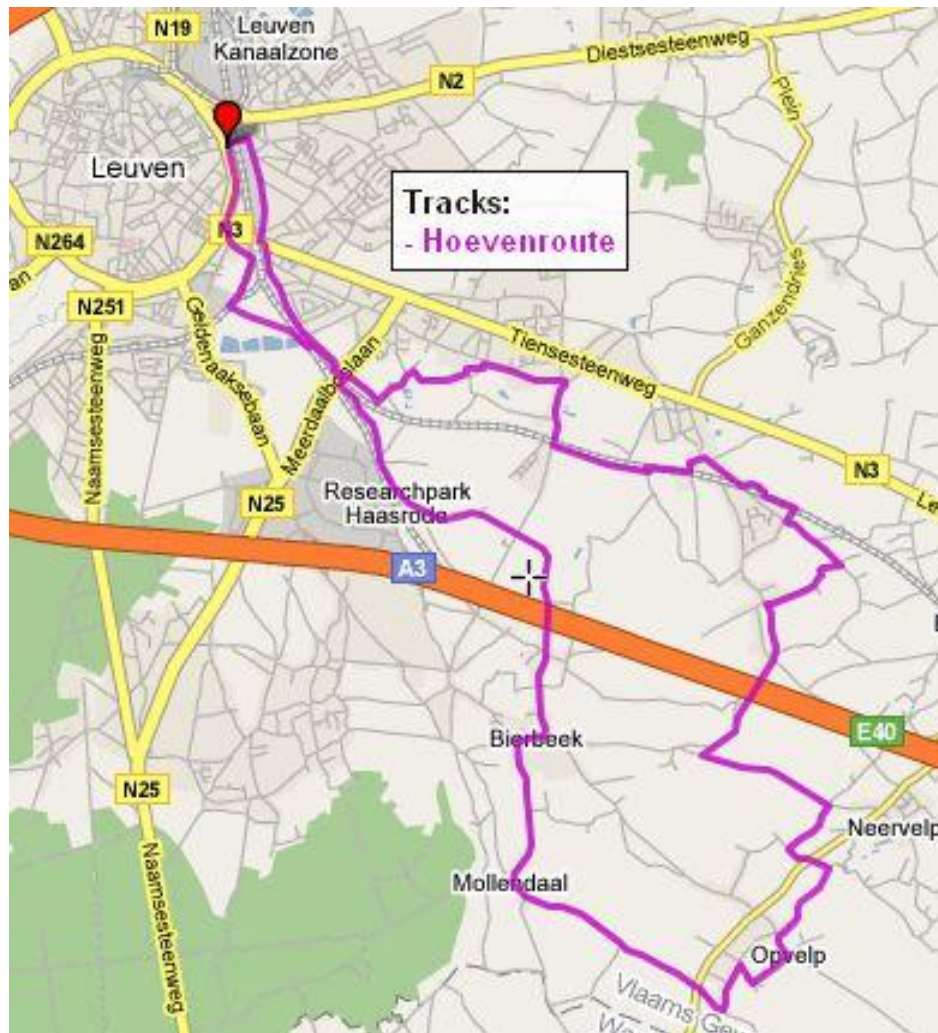 N19
Leuven
Kanaalzone
Diestsesteenweg
N2
Plein
Leuven
Tracks:
- Hoevenroute
N3
N264
N251
Ganzendries
Geldenaaksebaan
Tiensesteenweg
Meerdaalboslaan
Naamsesteenweg
N3
Researchpark
Haasrode
N25
A3
E40
Bierbeek
N25
Neervelp
Naamsesteenweg
Mollendaal
Opvelp
Vlaams